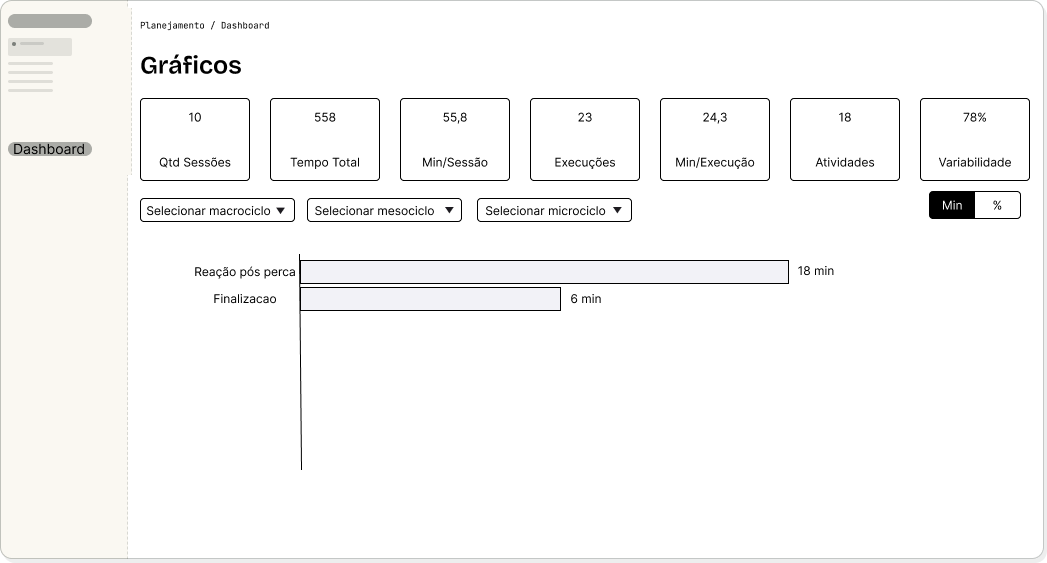 Planejamento / Dashboard
Gráficos
10
558
55,8
23
24,3
18
78%
Qtd Sessões
Tempo Total
Min/Sessão
Execuções
Min/Execução
Atividades
Variabilidade
Dashboard
Selecionar macrociclo ▼
Selecionar mesociclo ▼
Selecionar microciclo ▼
Min
%
Reação pós perca
18 min
Finalizacao
6 min